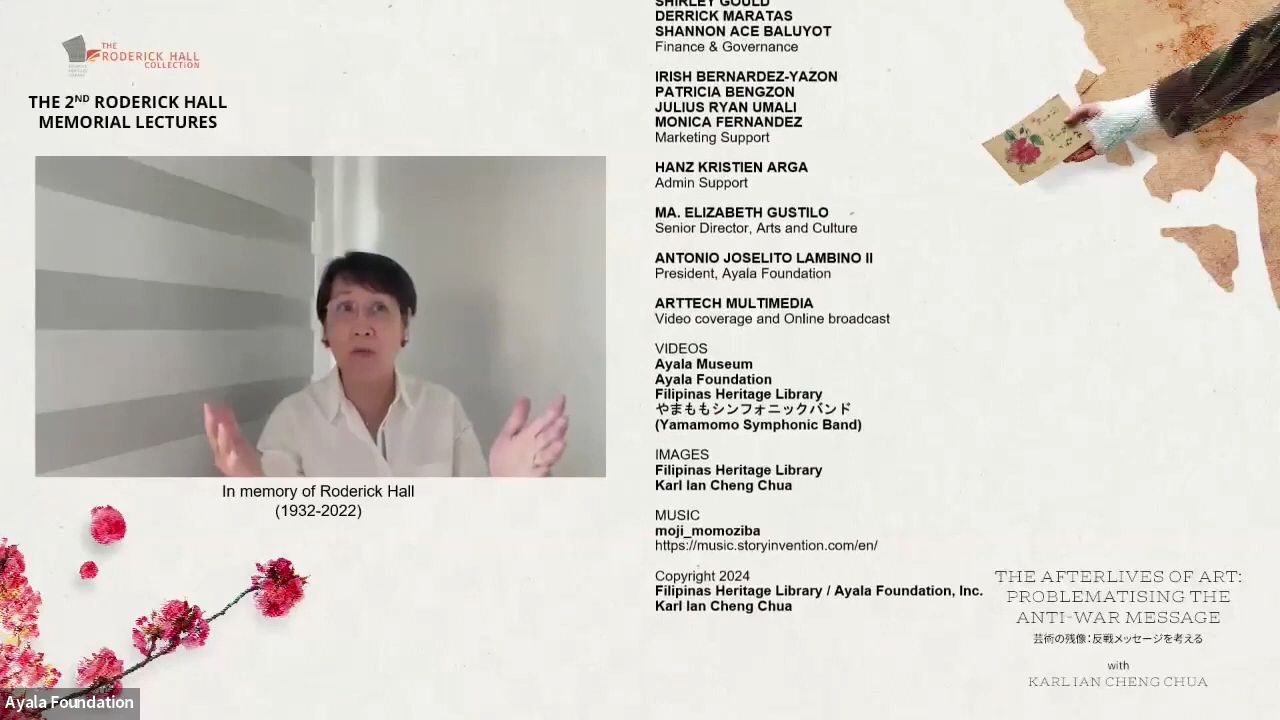 THE
RODERICK HALL
COLLECTION
THE 2ND RODERICK HALL
MEMORIAL LECTURES
In memory of Roderick Hall
(1932-2022)
SHIRLEY GOULD
DERRICK MARATAS
SHANNON ACE BALUYOT
Finance & Governance
IRISH BERNARDEZ-YAZON
PATRICIA BENGZON
JULIUS RYAN UMALI
MONICA FERNANDEZ
Marketing Support
HANZ KRISTIEN ARGA
Admin Support
MA. ELIZABETH GUSTILO
Senior Director, Arts and Culture
ANTONIO JOSELITO LAMBINO II
President, Ayala Foundation
ARTTECH MULTIMEDIA
Video coverage and Online broadcast
VIDEOS
Ayala Museum
Ayala Foundation
Filipinas Heritage Library
やまももシンフォニックバンド
(Yamamomo Symphonic Band)
IMAGES
Filipinas Heritage Library
Karl Ian Cheng Chua
MUSIC
moji_momoziba
https://music.storyinvention.com/en/
Copyright 2024
Filipinas Heritage Library / Ayala Foundation, Inc.
Karl Ian Cheng Chua
THE AFTERLIVES OF ART:
PROBLEMATISING THE
ANTI-WAR MESSAGE
芸術の残像：反戦メッセージを考える
with
KARL IAN CHENG CHUA
Ayala Foundation